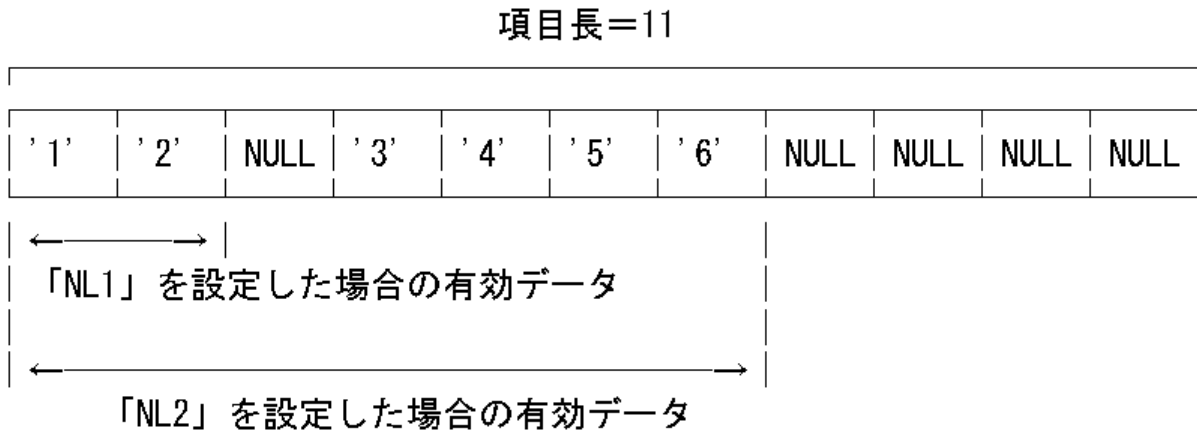 項目長=11
'1' '2' NULL '3' '4' '5' '6' NULL NULL NULL NULL
「NL1」を設定した場合の有効データ
「NL2」を設定した場合の有効データ